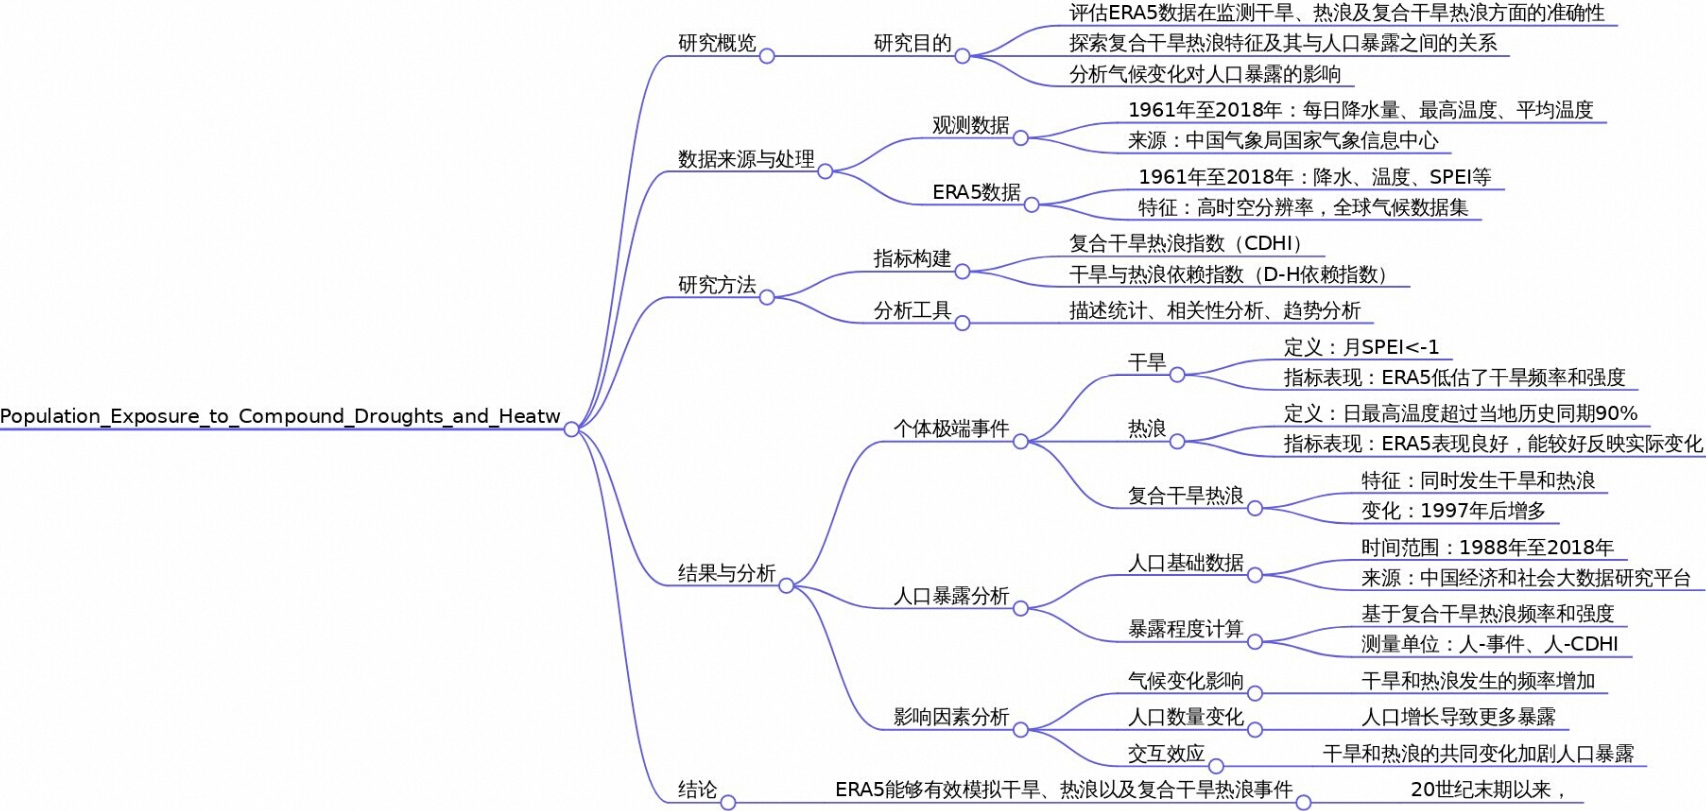 Population_Exposure_to_Compound_Droughts_and_Heatw
研究概览
研究目的
评估ERA5数据在监测干旱、热浪及复合干旱热浪方面的准确性
探索复合干旱热浪特征及其与人口暴露之间的关系
分析气候变化对人口暴露的影响
数据来源与处理
观测数据
1961年至2018年：每日降水量、最高温度、平均温度
来源：中国气象局国家气象信息中心
ERA5数据
1961年至2018年：降水、温度、SPEI等
特征：高时空分辨率，全球气候数据集
研究方法
指标构建
复合干旱热浪指数（CDHI）
干旱与热浪依赖指数（D-H依赖指数）
分析工具
描述统计、相关性分析、趋势分析
结果与分析
个体极端事件
干旱
定义：月SPEI<-1
指标表现：ERA5低估了干旱频率和强度
热浪
定义：日最高温度超过当地历史同期90%
指标表现：ERA5表现良好，能较好反映实际变化
复合干旱热浪
特征：同时发生干旱和热浪
变化：1997年后增多
人口暴露分析
人口基础数据
时间范围：1988年至2018年
来源：中国经济和社会大数据研究平台
暴露程度计算
基于复合干旱热浪频率和强度
测量单位：人-事件、人-CDHI
影响因素分析
气候变化影响
干旱和热浪发生的频率增加
人口数量变化
人口增长导致更多暴露
交互效应
干旱和热浪的共同变化加剧人口暴露
结论
ERA5能够有效模拟干旱、热浪以及复合干旱热浪事件
20世纪末期以来，